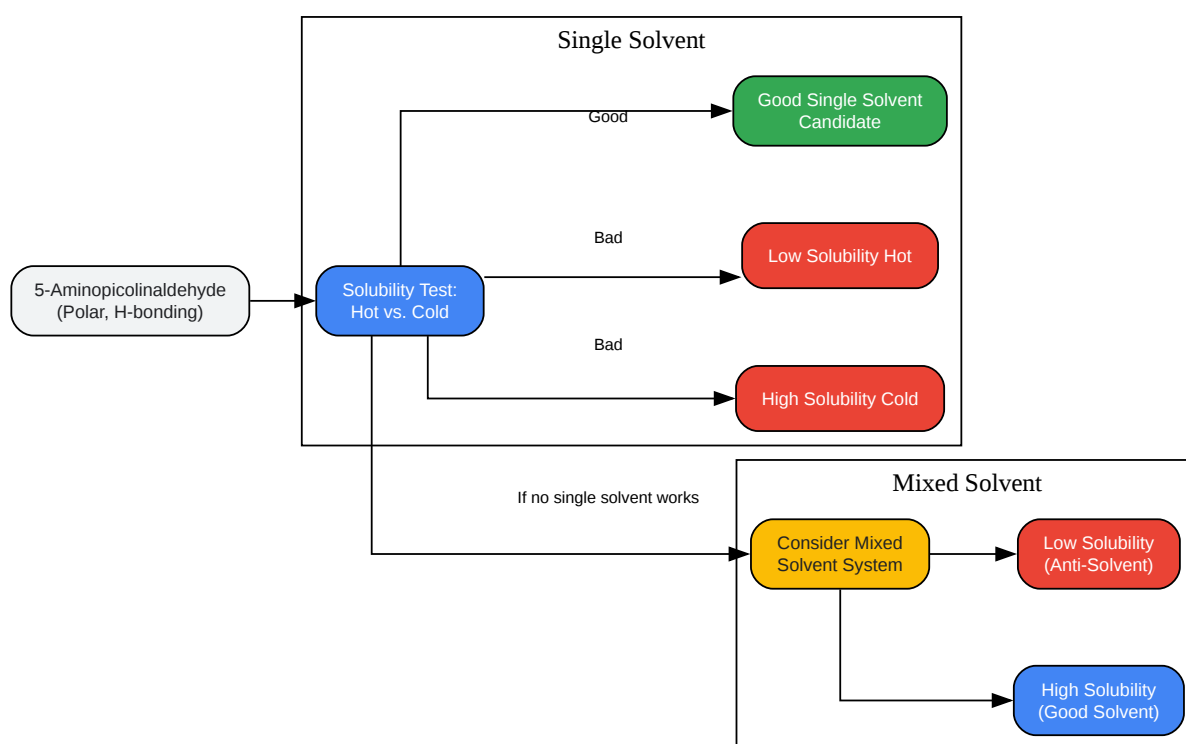 Single Solvent
Good Single Solvent
Candidate
Good
Bad
Low Solubility Hot
5-Aminopicolinaldehyde
(Polar, H-bonding)
Solubility Test:
Hot vs. Cold
Bad
High Solubility Cold
Mixed Solvent
If no single solvent works
Consider Mixed
Solvent System
Low Solubility
(Anti-Solvent)
High Solubility
(Good Solvent)